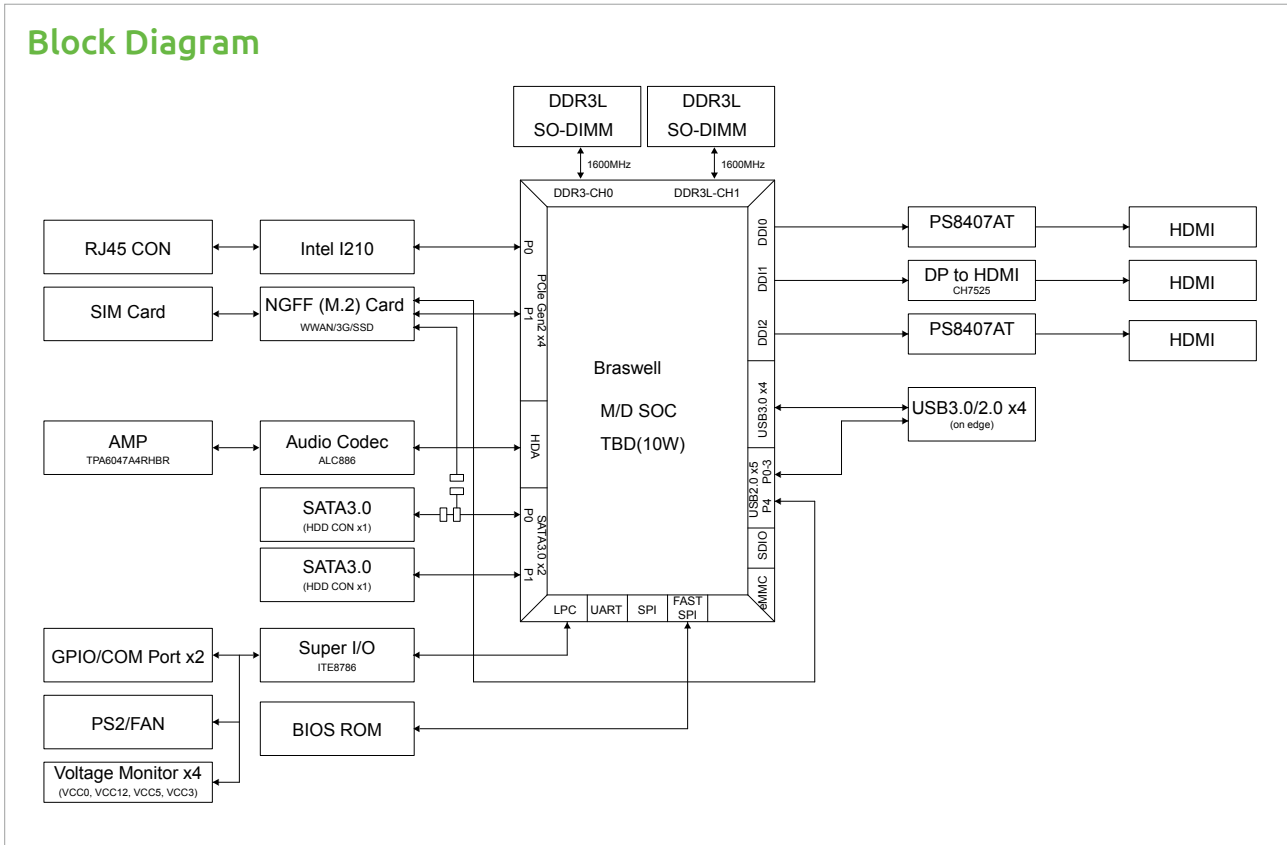 Block Diagram
DDR3L
SO-DIMM
DDR3L
SO-DIMM
1600MHz
1600MHz
DDR3-CH0
DDR3L-CH1
RJ45 CON
Intel I210
P0
PCIe Gen2 x4
P1
SIM Card
NGFF (M.2) Card
WWAN/3G/SSD
AMP
TPA6047A4RHBR
Audio Codec
ALC886
HDA
SATA3.0
(HDD CON x1)
P0
SATA3.0 x2
P1
SATA3.0
(HDD CON x1)
Braswell
M/D SOC
TBD(10W)
DDI0
PS8407AT
HDMI
DDI1
DP to HDMI
CH7525
HDMI
DDI2
PS8407AT
HDMI
USB3.0 x4
USB3.0/2.0 x4
(on edge)
USB2.0 x5
P0-3
P4
SDIO
eMMC
LPC
UART
SPI
FAST
SPI
GPIO/COM Port x2
Super I/O
ITE8786
PS2/FAN
BIOS ROM
Voltage Monitor x4
(VCC0, VCC12, VCC5, VCC3)